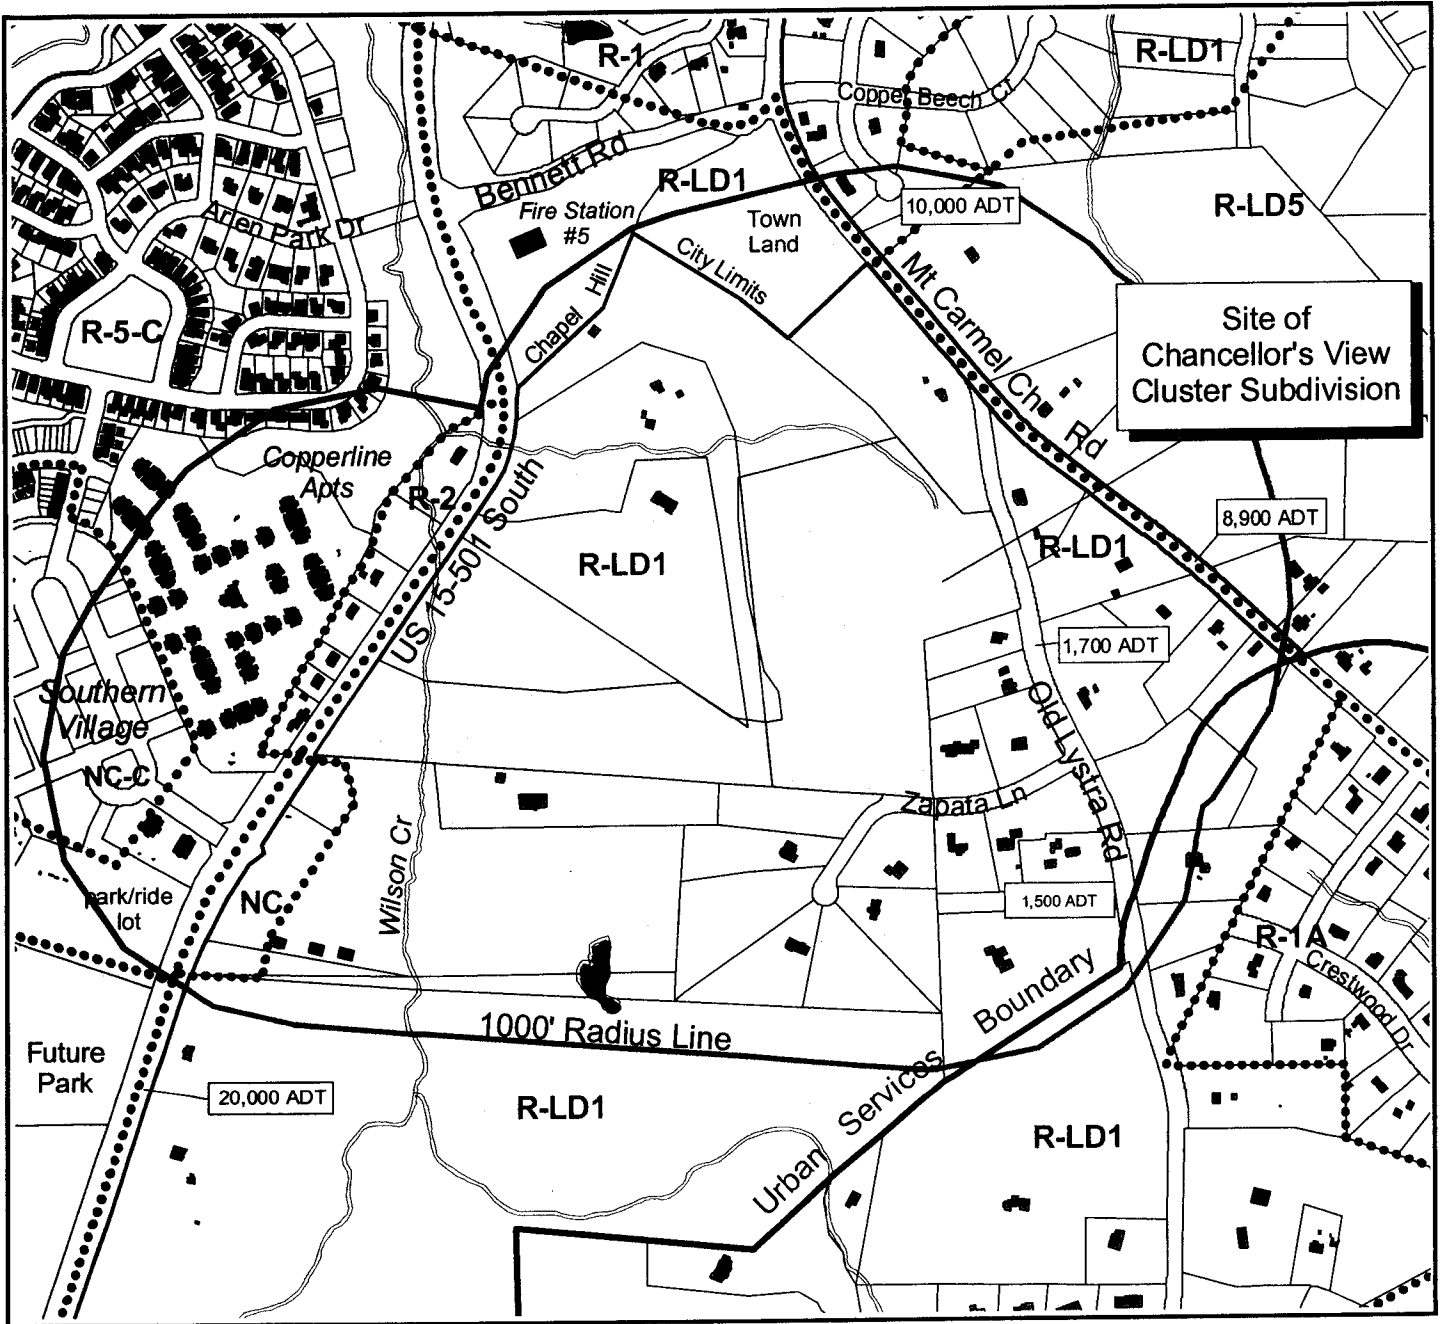 R-1
R-LD1
Copper Beech Cl
Bennett Rd
R-LD1
R-LD5
Arlen Park Dr
Fire Station
#5
Town
Land
10,000 ADT
City Limits
Chapel Hill
Mt Carmel Ch Rd
R-5-C
Site of
Chancellor's View
Cluster Subdivision
Copperline
Apts
R-2
US 15-501 South
8,900 ADT
R-LD1
R-LD1
1,700 ADT
Southern
Village
NC-C
Old Lystra Rd
Zapata Ln
Wilson Cr
park/ride
lot
NC
1,500 ADT
R-1A
Crestwood Dr
1000' Radius Line
Urban Services Boundary
Future
Park
20,000 ADT
R-LD1
R-LD1